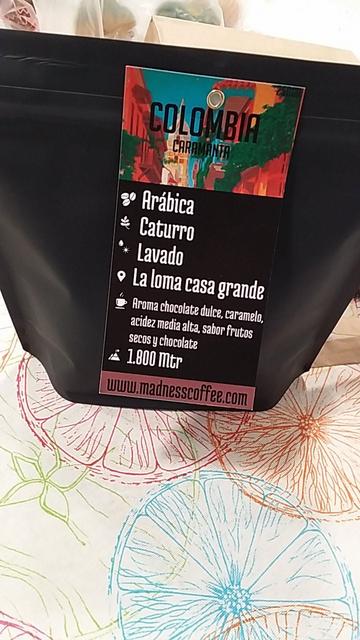 COLOMBIA
CARAMANTA
Arábica
Caturro
Lavado
La loma casa grande
Aroma chocolate dulce, caramelo,
acidez media alta, sabor frutos
secos y chocolate
1.800 Mtr
www.madnesscoffee.com